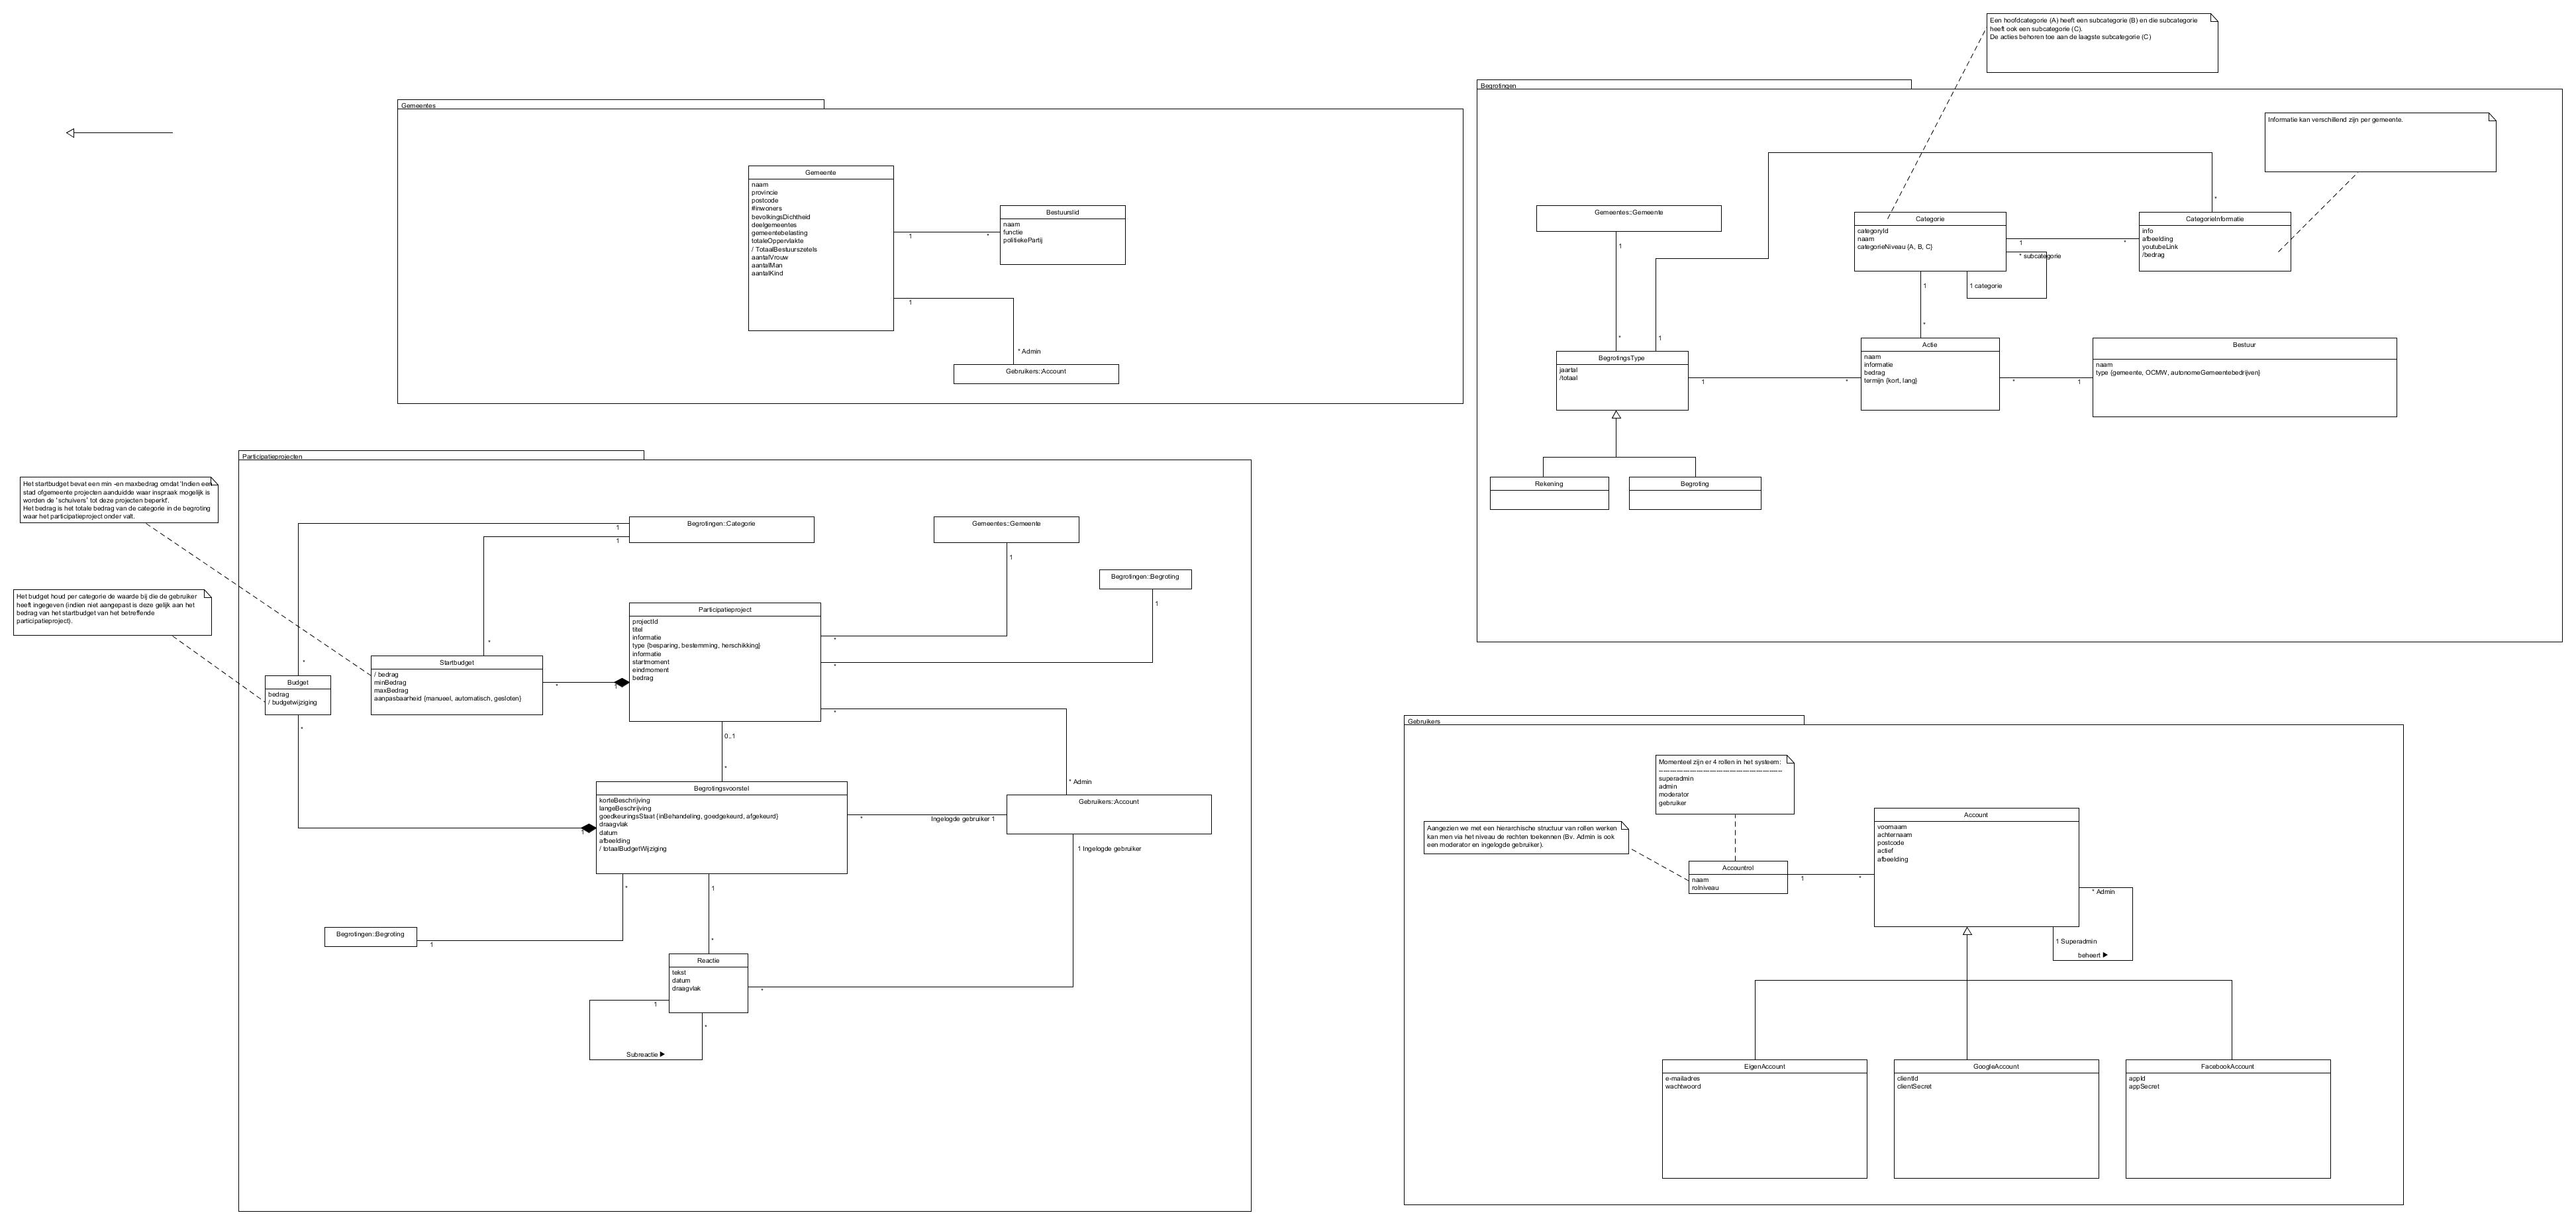 Gemeentes
Gemeente
naam
provincie
postcode
#inwoners
bevolkingsDichtheid
deelgemeentes
gemeentebelasting
totaleOppervlakte
/ TotaalBestuurszetels
aantalVrouw
aantalMan
aantalKind
1
*
Bestuurslid
naam
functie
politiekePartij
1
* Admin
Gebruikers::Account
Een hoofdcategorie (A) heeft een subcategorie (B) en die subcategorie
heeft ook een subcategorie (C).
De acties behoren toe aan de laagste subcategorie (C)
Begrotingen
Informatie kan verschillend zijn per gemeente.
Gemeentes::Gemeente
1
*
Categorie
categoryId
naam
categorieNiveau {A, B, C}
1
*
* subcategorie
1 categorie
CategorieInformatie
info
afbeelding
youtubeLink
/bedrag
*
1
1
*
BegrotingsType
jaartal
/totaal
1
*
Actie
naam
informatie
bedrag
termijn {kort, lang}
*
1
Bestuur
naam
type {gemeente, OCMW, autonomeGemeentebedrijven}
Rekening
Begroting
Participatieprojecten
Het startbudget bevat een min -en maxbedrag omdat 'Indien een
stad ofgemeente projecten aanduidde waar inspraak mogelijk is
worden de 'schuivers' tot deze projecten beperkt'.
Het bedrag is het totale bedrag van de categorie in de begroting
waar het participatieproject onder valt.
Het budget houd per categorie de waarde bij die de gebruiker
heeft ingegeven (indien niet aangepast is deze gelijk aan het
bedrag van het startbudget van het betreffende
participatieproject).
Begrotingen::Categorie
1
1
Gemeentes::Gemeente
1
Begrotingen::Begroting
1
Participatieproject
projectId
titel
informatie
type {besparing, bestemming, herschikking}
informatie
startmoment
eindmoment
bedrag
*
*
*
*
*
Startbudget
/ bedrag
minBedrag
maxBedrag
aanpasbaarheid {manueel, automatisch, gesloten}
*
1
Budget
bedrag
/ budgetwijziging
*
0..1
*
* Admin
Begrotingsvoorstel
korteBeschrijving
langeBeschrijving
goedkeuringsStaat {inBehandeling, goedgekeurd, afgekeurd}
draagvlak
datum
afbeelding
/ totaalBudgetWijziging
1
*
Ingelogde gebruiker 1
Gebruikers::Account
1 Ingelogde gebruiker
*
1
Begrotingen::Begroting
1
*
Reactie
tekst
datum
draagvlak
*
1
*
Subreactie
Gebruikers
Momenteel zijn er 4 rollen in het systeem:
superadmin
admin
moderator
gebruiker
Aangezien we met een hierarchische structuur van rollen werken
kan men via het niveau de rechten toekennen (Bv. Admin is ook
een moderator en ingelogde gebruiker).
Accountrol
naam
rolniveau
1
*
Account
voornaam
achternaam
postcode
actief
afbeelding
* Admin
1 Superadmin
beheert
EigenAccount
e-mailadres
wachtwoord
GoogleAccount
clientId
clientSecret
FacebookAccount
appId
appSecret